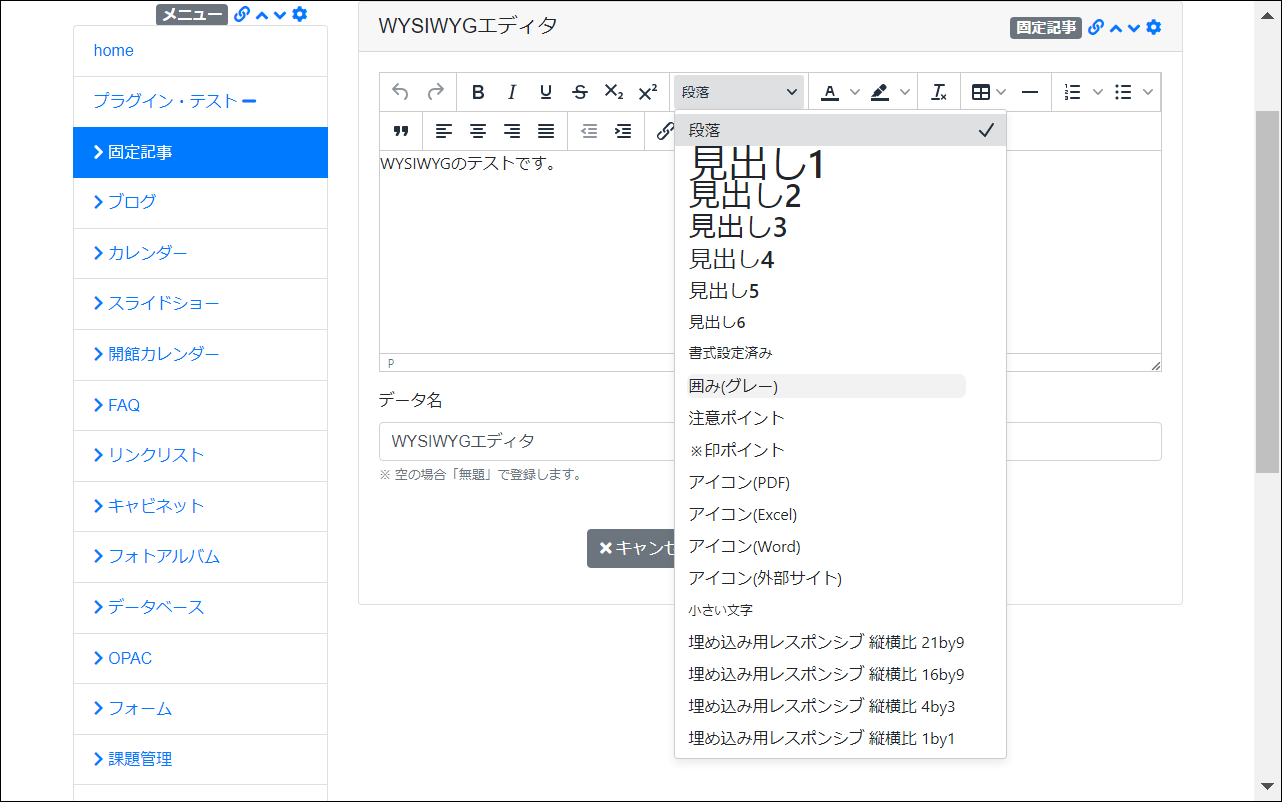 メニュー
home
プラグイン・テスト
固定記事
ブログ
カレンダー
スライドショー
開館カレンダー
FAQ
リンクリスト
キャビネット
フォトアルバム
データベース
OPAC
フォーム
課題管理
WYSIWYGエディタ
固定記事
B I U S X₂ X² 段落 A
段落
見出し1
見出し2
見出し3
見出し4
見出し5
見出し6
書式設定済み
囲み(グレー)
注意ポイント
※印ポイント
アイコン(PDF)
アイコン(Excel)
アイコン(Word)
アイコン(外部サイト)
小さい文字
埋め込み用レスポンシブ 縦横比 21by9
埋め込み用レスポンシブ 縦横比 16by9
埋め込み用レスポンシブ 縦横比 4by3
埋め込み用レスポンシブ 縦横比 1by1
WYSIWYGのテストです。
P
データ名
WYSIWYGエディタ
※ 空の場合「無題」で登録します。
キャンセ